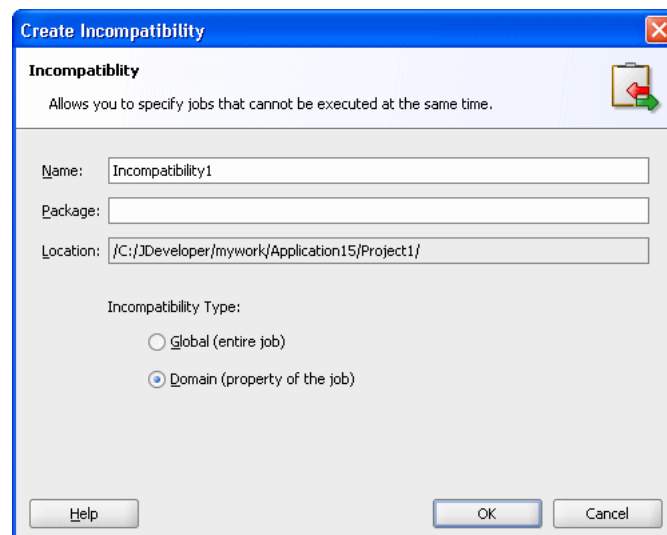 Create Incompatibility
Incompatiblity
Allows you to specify jobs that cannot be executed at the same time.
Name: Incompatibility1
Package:
Location: /C:/JDeveloper/mywork/Application15/Project1/
Incompatibility Type:
Global (entire job)
Domain (property of the job)
Help OK Cancel